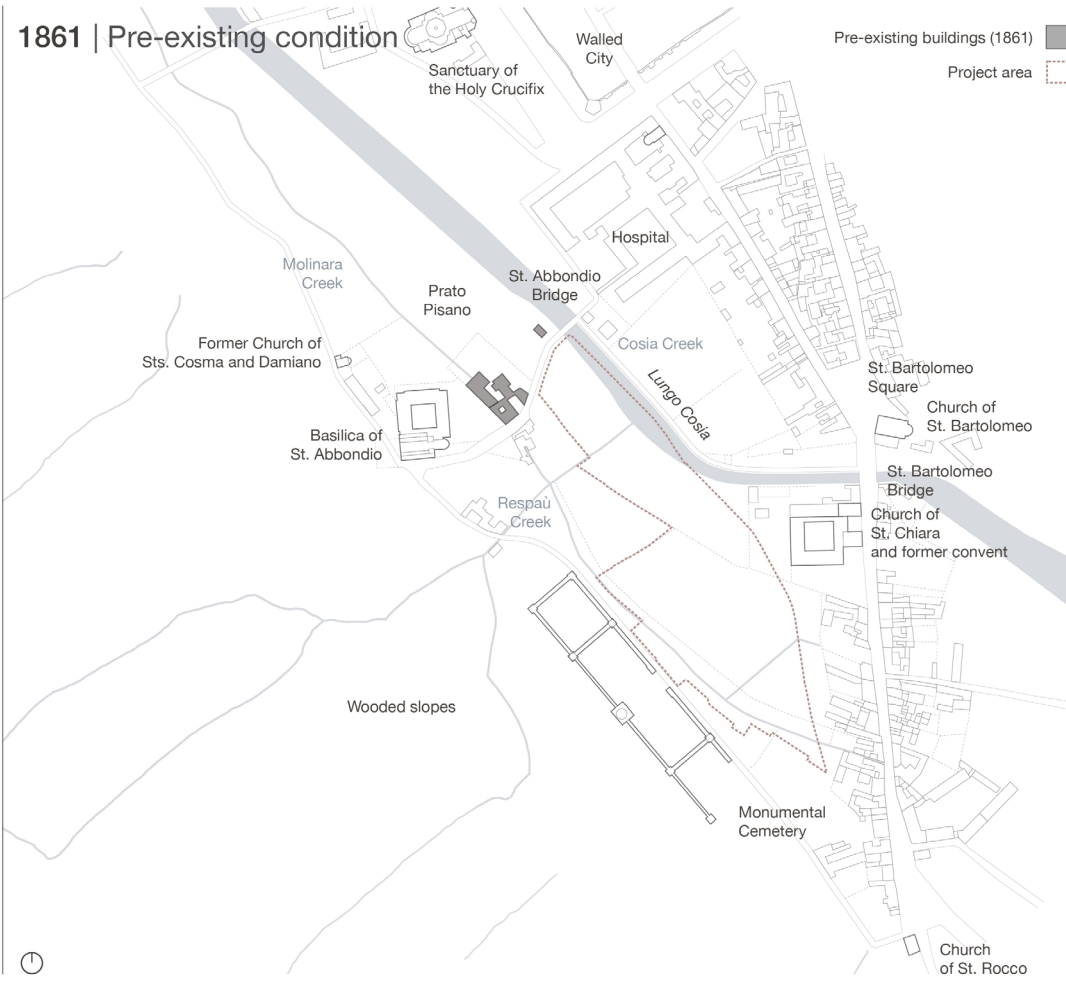 1861 | Pre-existing condition
Pre-existing buildings (1861)
Project area
Walled
City
Sanctuary of
the Holy Crucifix
Hospital
Molinara
Creek
St. Abbondio
Bridge
Prato
Pisano
Former Church of
Sts. Cosma and Damiano
Cosia Creek
Lungo Cosia
St. Bartolomeo
Square
Church of
St. Bartolomeo
Basilica of
St. Abbondio
St. Bartolomeo
Bridge
Respaù
Creek
Church of
St. Chiara
and former convent
Wooded slopes
Monumental
Cemetery
Church
of St. Rocco